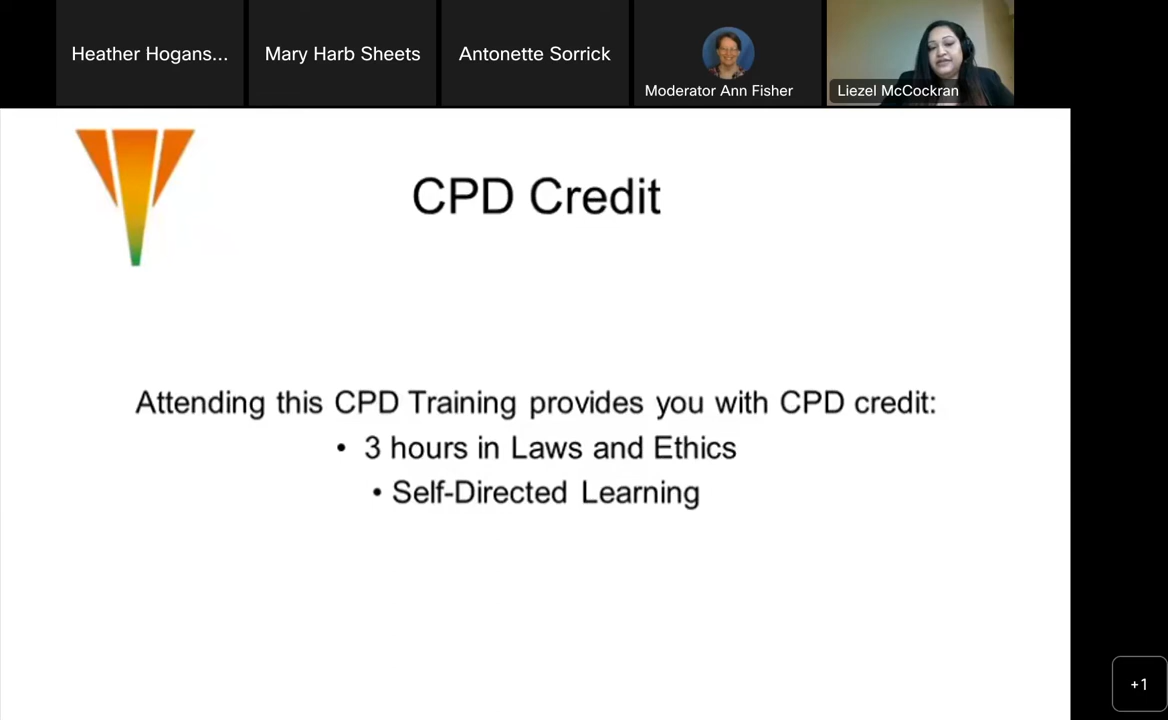 Heather Hogans...
Mary Harb Sheets
Antonette Sorrick
Moderator Ann Fisher
Liezel McCockran
CPD Credit
Attending this CPD Training provides you with CPD credit:
• 3 hours in Laws and Ethics
• Self-Directed Learning
+1